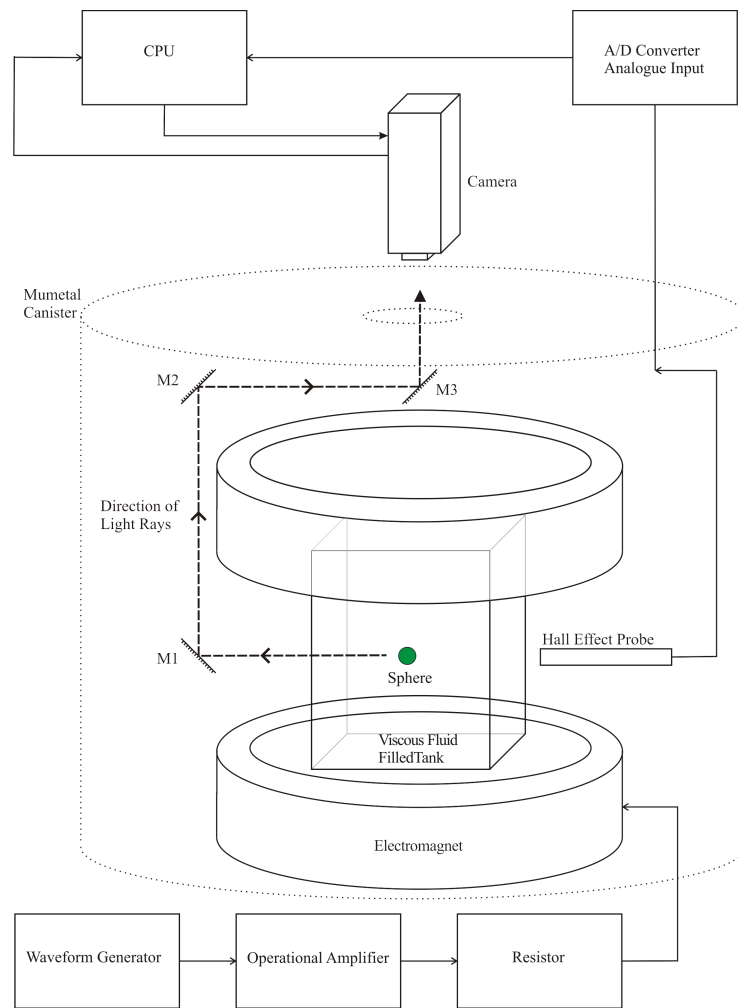 CPU
A/D Converter
Analogue Input
Camera
Mumetal
Canister
M2
M3
Direction of
Light Rays
Hall Effect Probe
M1
Sphere
Viscous Fluid
FilledTank
Electromagnet
Waveform Generator
Operational Amplifier
Resistor